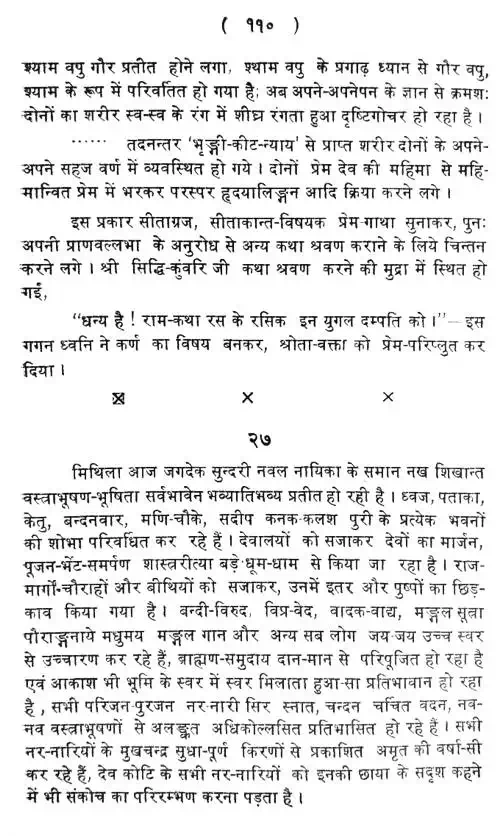 ( ११० )
श्याम वपु गौर प्रतीत होने लगा, श्याम वपु के प्रगाढ़ ध्यान से गौर वपु,
श्याम के रूप में परिवर्तित हो गया है; अब अपने-अपनेपन के ज्ञान से क्रमशः
दोनों का शरीर स्व-स्व के रंग में शीघ्र रंगता हुआ दृष्टिगोचर हो रहा है ।
...... तदनन्तर 'भृङ्गी-कीट-न्याय' से प्राप्त शरीर दोनों के अपने-
अपने सहज वर्ण में व्यवस्थित हो गये । दोनों प्रेम देव की महिमा से महि-
मान्वित प्रेम में भरकर परस्पर हृदयालिङ्गन आदि क्रिया करने लगे ।
इस प्रकार सीताग्रज, सीताकान्त-विषयक प्रेम-गाथा सुनाकर, पुनः
अपनी प्राणवल्लभा के अनुरोध से अन्य कथा श्रवण कराने के लिये चिन्तन
करने लगे । श्री सिद्धि-कुंवरि जी कथा श्रवण करने की मुद्रा में स्थित हो
गईं,
"धन्य है ! राम-कथा रस के रसिक इन युगल दम्पति को ।"—इस
गगन ध्वनि ने कर्ण का विषय बनकर, श्रोता-वक्ता को प्रेम-परिप्लुत कर
दिया ।
× × ×
२७
मिथिला आज जगदेक सुन्दरी नवल नायिका के समान नख शिखान्त
वस्त्राभूषण-भूषिता सर्वभावेन भव्यातिभव्य प्रतीत हो रही है । ध्वज, पताका,
केतु, बन्दनवार, मणि-चौके, सदीप कनक-कलश पुरी के प्रत्येक भवनों
की शोभा परिवर्धित कर रहे हैं । देवालयों को सजाकर देवों का मार्जन,
पूजन-भेंट-समर्पण शास्त्ररीत्या बड़े धूम-धाम से किया जा रहा है । राज-
मार्गों-चौराहों और बीथियों को सजाकर, उनमें इतर और पुष्पों का छिड़-
काव किया गया है । बन्दी-विरुद, विप्र-वेद, वादक-वाद्य, मङ्गल सूत्रा
पौराङ्गनाये मधुमय मङ्गल गान और अन्य सब लोग जय-जय उच्च स्वर
से उच्चारण कर रहे हैं, ब्राह्मण-समुदाय दान-मान से परिपूजित हो रहा है
एवं आकाश भी भूमि के स्वर में स्वर मिलाता हुआ-सा प्रतिभावान हो रहा
है , सभी परिजन-पुरजन नर-नारी सिर स्नात, चन्दन चर्चित वदन, नव-
नव वस्त्राभूषणों से अलङ्कृत अधिकोल्लसित प्रतिभासित हो रहे हैं । सभी
नर-नारियों के मुखचन्द्र सुधा-पूर्ण किरणों से प्रकाशित अमृत की वर्षा-सी
कर रहे हैं, देव कोटि के सभी नर-नारियों को इनकी छाया के सदृश कहने
में भी संकोच का परिरम्भण करना पड़ता है ।